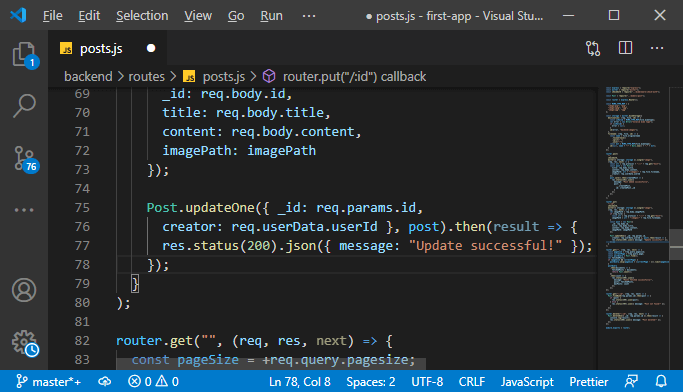 File Edit Selection View Go Run ··· ● posts.js - first-app - Visual Stu...
JS posts.js ●
backend > routes > JS posts.js > router.put("/:id") callback
1
76
69 _id: req.body.id,
70 title: req.body.title,
71 content: req.body.content,
72 imagePath: imagePath
73 });
74
75 Post.updateOne({ _id: req.params.id,
76 creator: req.userData.userId }, post).then(result => {
77 res.status(200).json({ message: "Update successful!" });
78 });
79 }
80 );
81
82 router.get("", (req, res, next) => {
83 const pageSize = +req.query.pagesize;
master*+ 0 0 Ln 78, Col 8 Spaces: 2 UTF-8 CRLF JavaScript Prettier